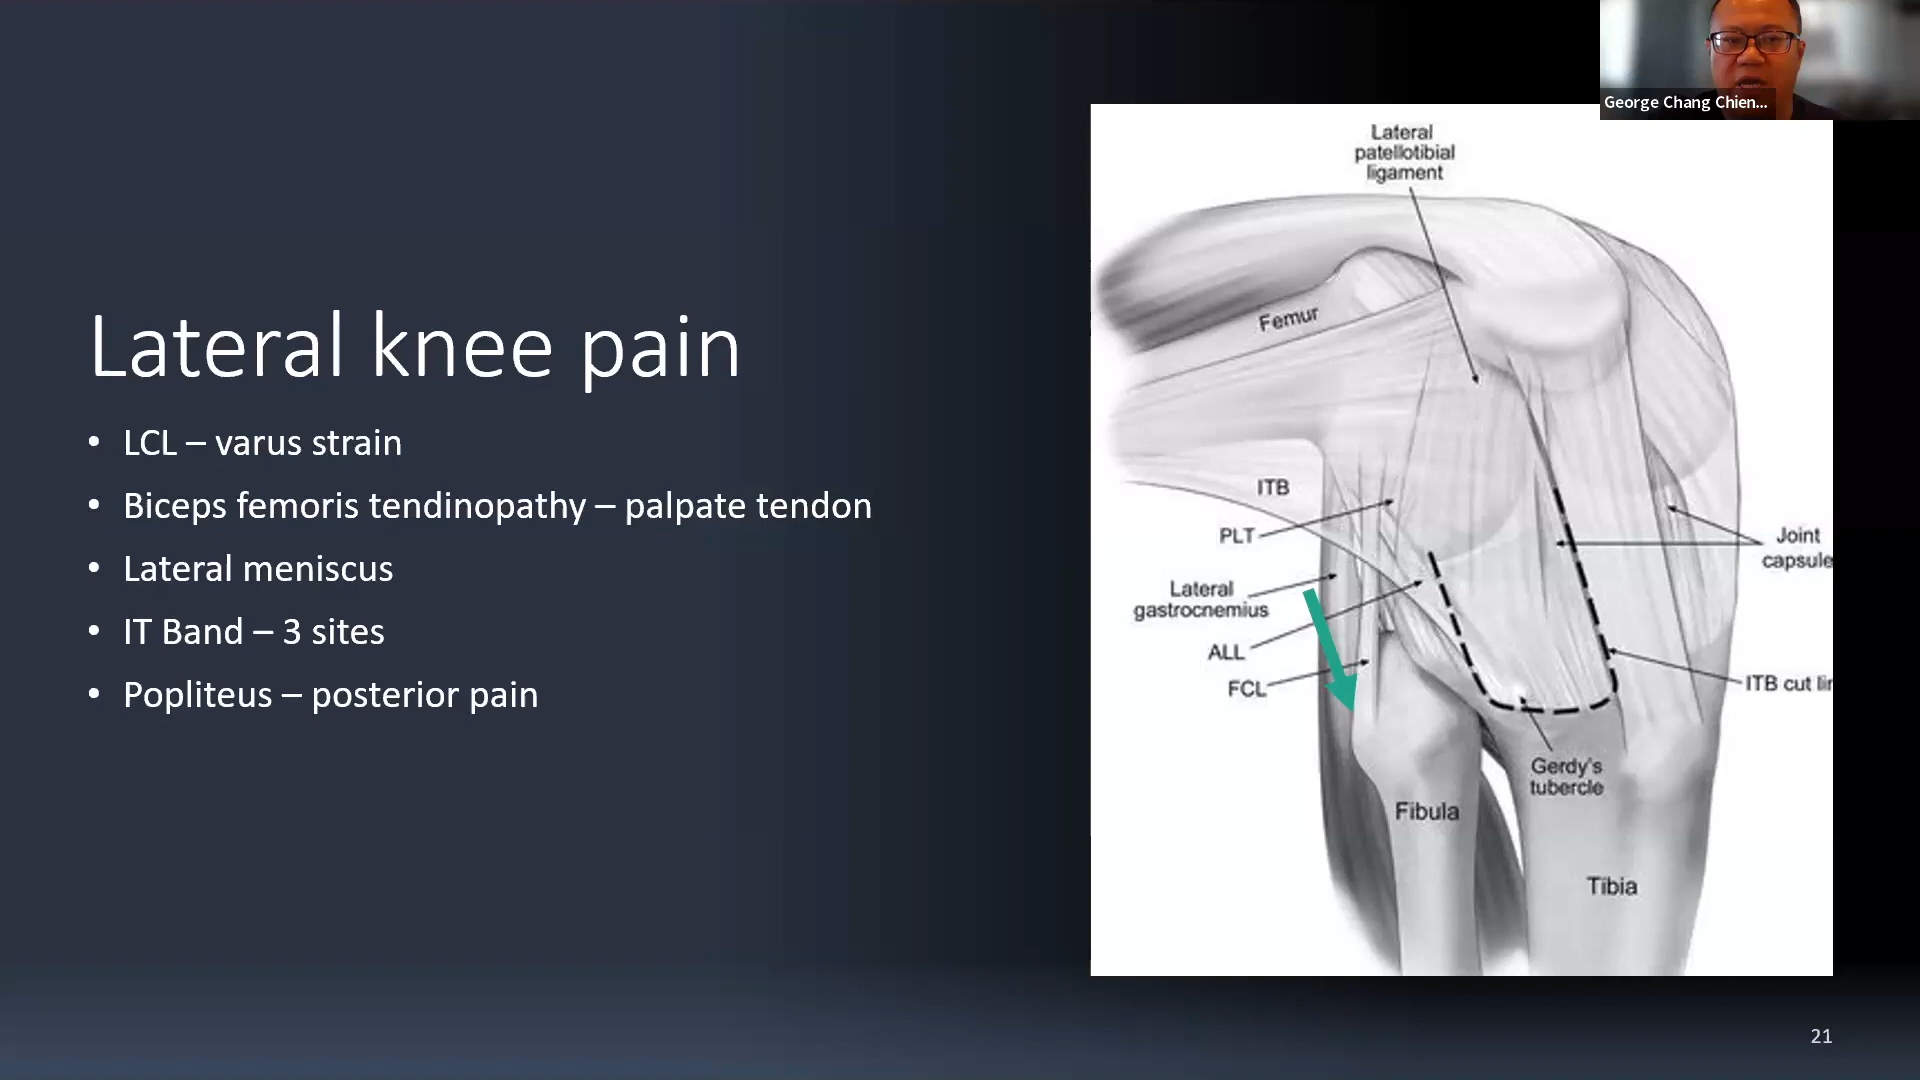 George Chang Chien...
Lateral knee pain
• LCL – varus strain
• Biceps femoris tendinopathy – palpate tendon
• Lateral meniscus
• IT Band – 3 sites
• Popliteus – posterior pain
Lateral
patellotibial
ligament
Femur
ITB
PLT
Lateral
gastrocnemius
ALL
FCL
Joint
capsule
ITB cut lin
Gerdy's
tubercle
Fibula
Tibia
21